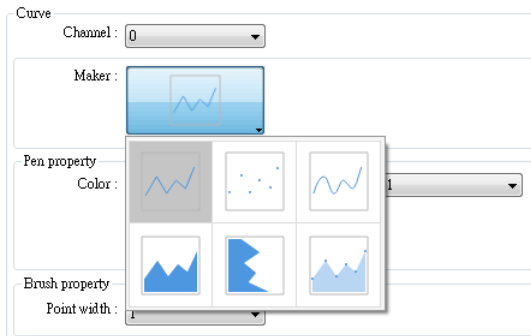 Curve
Channel : 0
Maker :
Pen property
Color :
1
Brush property
Point width : 1